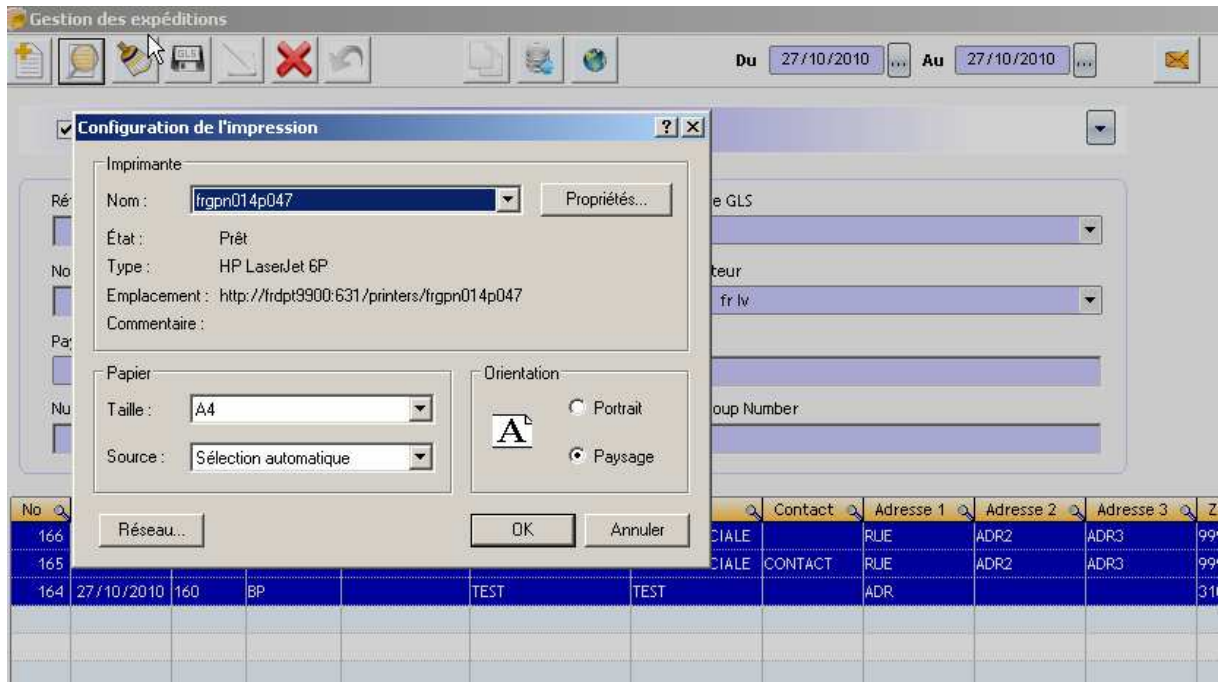 Gestion des expéditions
GLS
Du 27/10/2010 ... Au 27/10/2010 ...
Configuration de l'impression
Imprimante
Nom : frgpn014p047 Propriétés...
e GLS
État : Prêt
Type : HP LaserJet 6P
teur
Emplacement : http://frdpt9900:631/printers/frgpn014p047
fr lv
Commentaire :
Papier
Orientation
Taille : A4
Portrait
oup Number
A
Source : Sélection automatique
Paysage
Réseau... OK Annuler
No Contact Adresse 1 Adresse 2 Adresse 3 Z
166 CIALE RUE ADR2 ADR3 999
165 CIALE CONTACT RUE ADR2 ADR3 999
164 27/10/2010 160 BP TEST TEST ADR 310